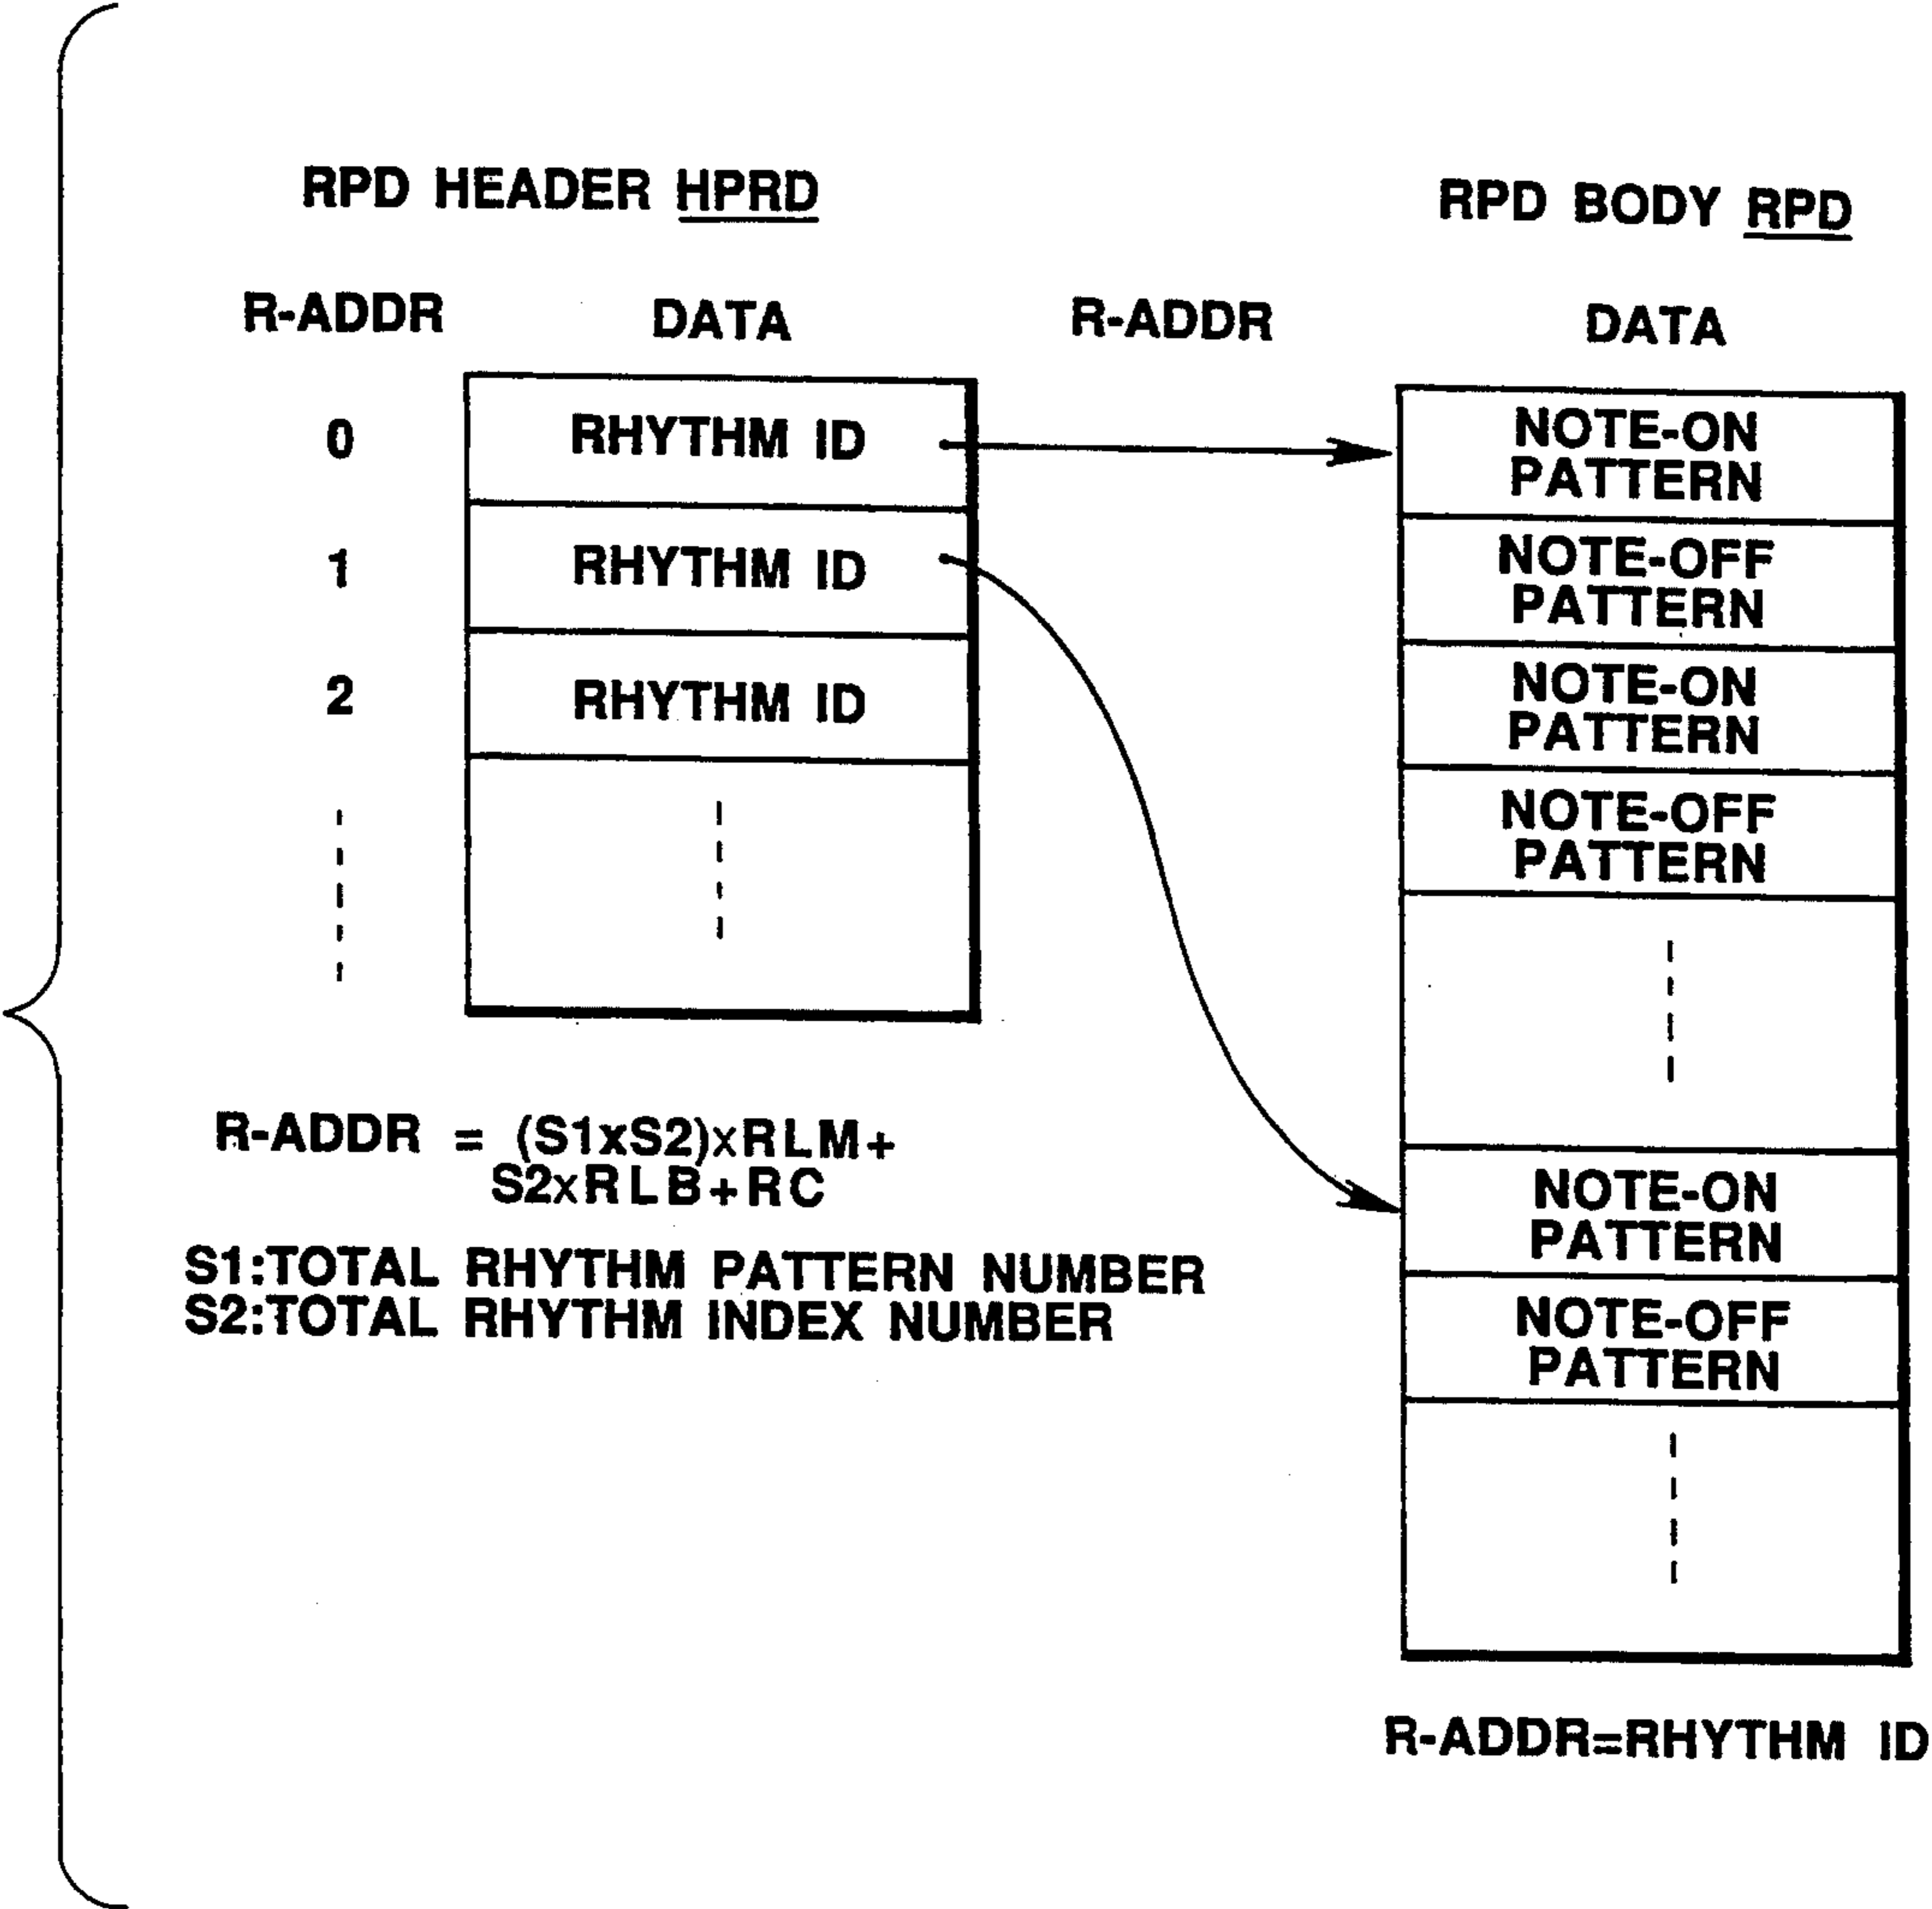 RPD HEADER HPRD
R-ADDR DATA
0 RHYTHM ID
1 RHYTHM ID
2 RHYTHM ID
R-ADDR = (S1xS2)xRLM+
S2xRLB+RC
S1:TOTAL RHYTHM PATTERN NUMBER
S2:TOTAL RHYTHM INDEX NUMBER
RPD BODY RPD
R-ADDR DATA
NOTE-ON
PATTERN
NOTE-OFF
PATTERN
NOTE-ON
PATTERN
NOTE-OFF
PATTERN
NOTE-ON
PATTERN
NOTE-OFF
PATTERN
R-ADDR=RHYTHM ID